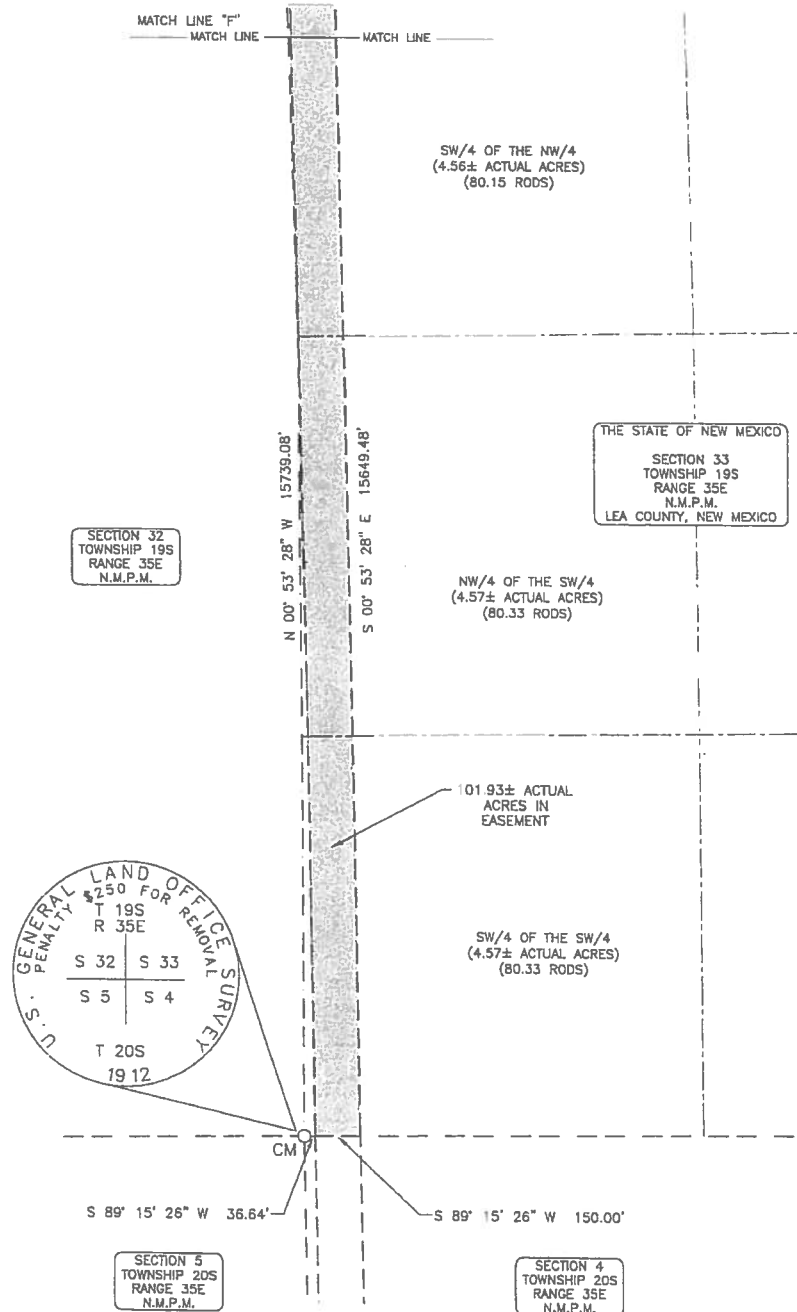 MATCH LINE "F"
MATCH LINE
MATCH LINE
SW/4 OF THE NW/4
(4.56± ACTUAL ACRES)
(80.15 RODS)
THE STATE OF NEW MEXICO
SECTION 33
TOWNSHIP 19S
RANGE 35E
N.M.P.M.
LEA COUNTY, NEW MEXICO
N 00° 53' 28" W 15739.08'
S 00° 53' 28" E 15649.48'
SECTION 32
TOWNSHIP 19S
RANGE 35E
N.M.P.M.
NW/4 OF THE SW/4
(4.57± ACTUAL ACRES)
(80.33 RODS)
101.93± ACTUAL
ACRES IN
EASEMENT
U.S. GENERAL LAND OFFICE SURVEY
PENALTY $250 FOR REMOVAL
T 19S
R 35E
S 32 S 33
S 5 S 4
T 20S
19 12
SW/4 OF THE SW/4
(4.57± ACTUAL ACRES)
(80.33 RODS)
CM
S 89° 15' 26" W 36.64'
S 89° 15' 26" W 150.00'
SECTION 5
TOWNSHIP 20S
RANGE 35E
N.M.P.M.
SECTION 4
TOWNSHIP 20S
RANGE 35E
N.M.P.M.